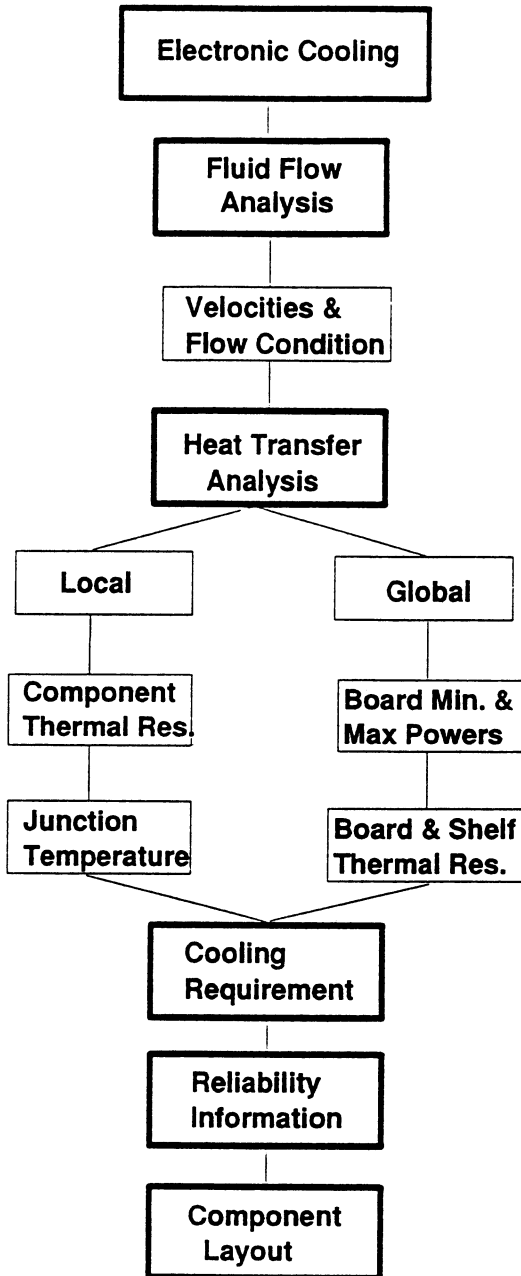 Electronic Cooling
Fluid Flow
Analysis
Velocities &
Flow Condition
Heat Transfer
Analysis
Local
Global
Component
Thermal Res.
Board Min. &
Max Powers
Junction
Temperature
Board & Shelf
Thermal Res.
Cooling
Requirement
Reliability
Information
Component
Layout